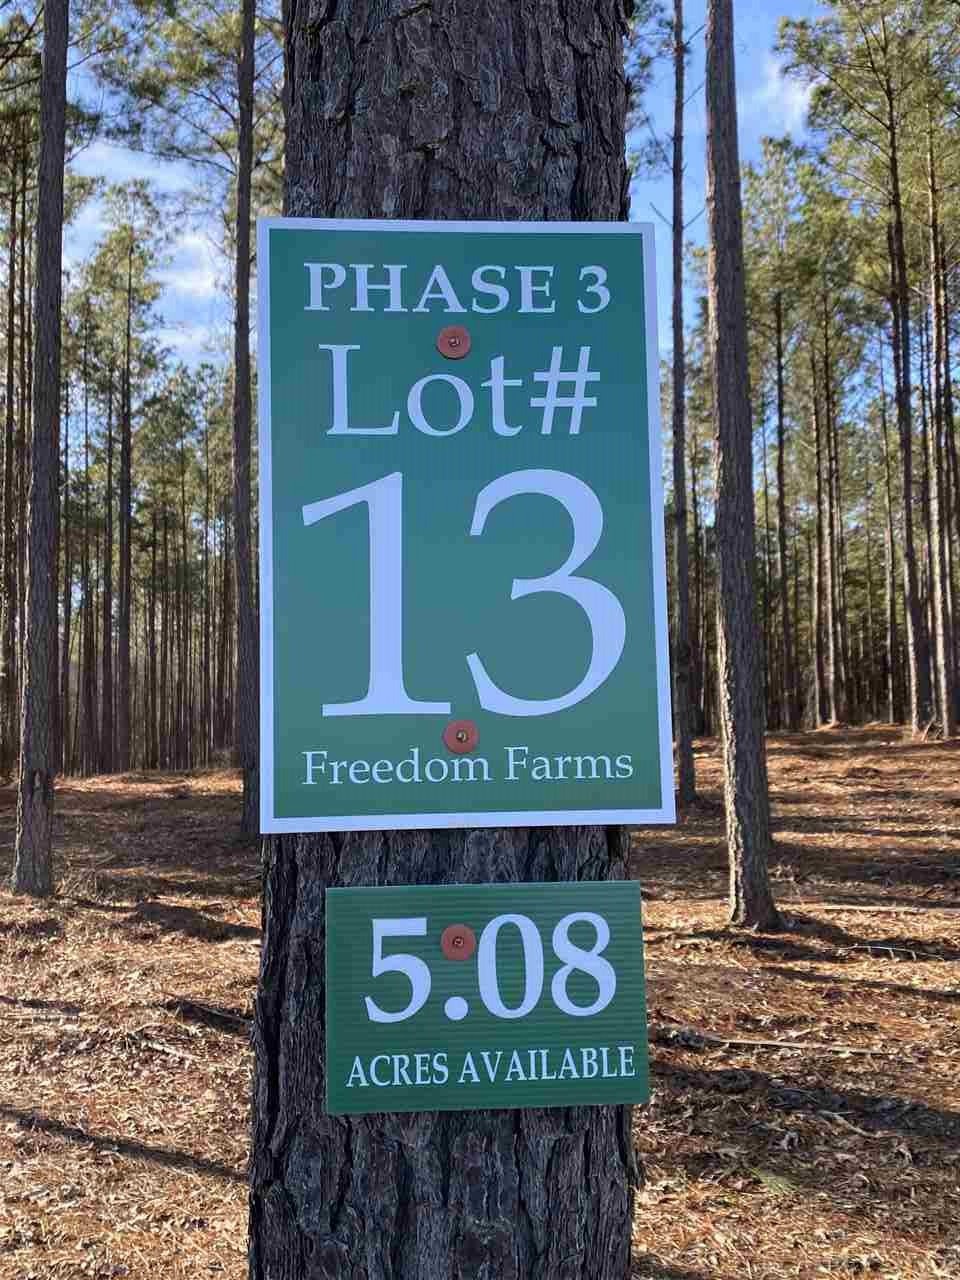 PHASE 3
Lot#
13
Freedom Farms
5.08
ACRES AVAILABLE